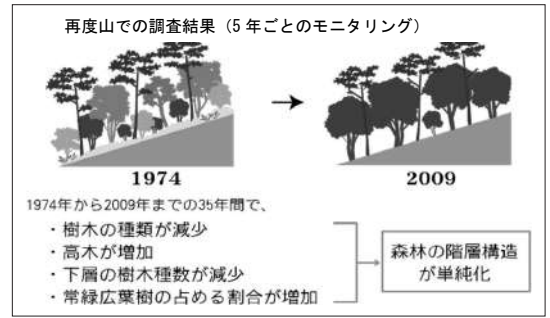 再度山での調査結果（5 年ごとのモニタリング）
1974
2009
1974年から2009年までの35年間で、
・樹木の種類が減少
・高木が増加
・下層の樹木種数が減少
・常緑広葉樹の占める割合が増加
森林の階層構造
が単純化